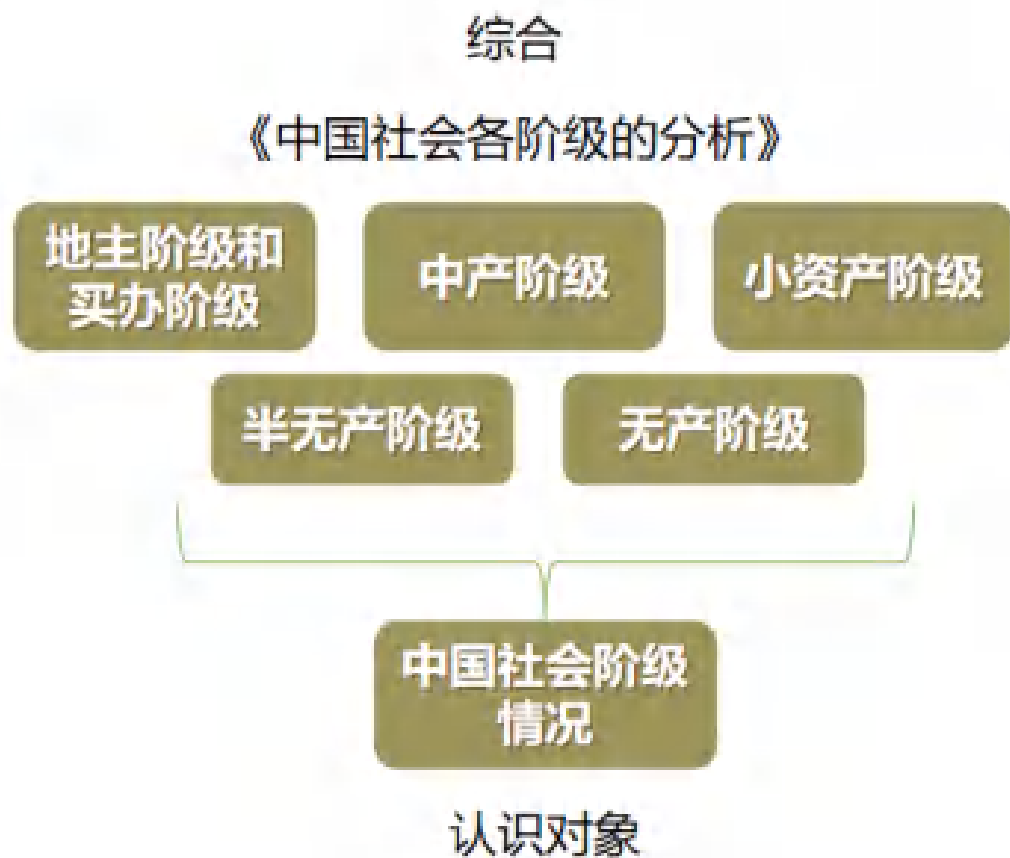 综合
《中国社会各阶级的分析》
地主阶级和
买办阶级
中产阶级
小资产阶级
半无产阶级
无产阶级
中国社会阶级
情况
认识对象